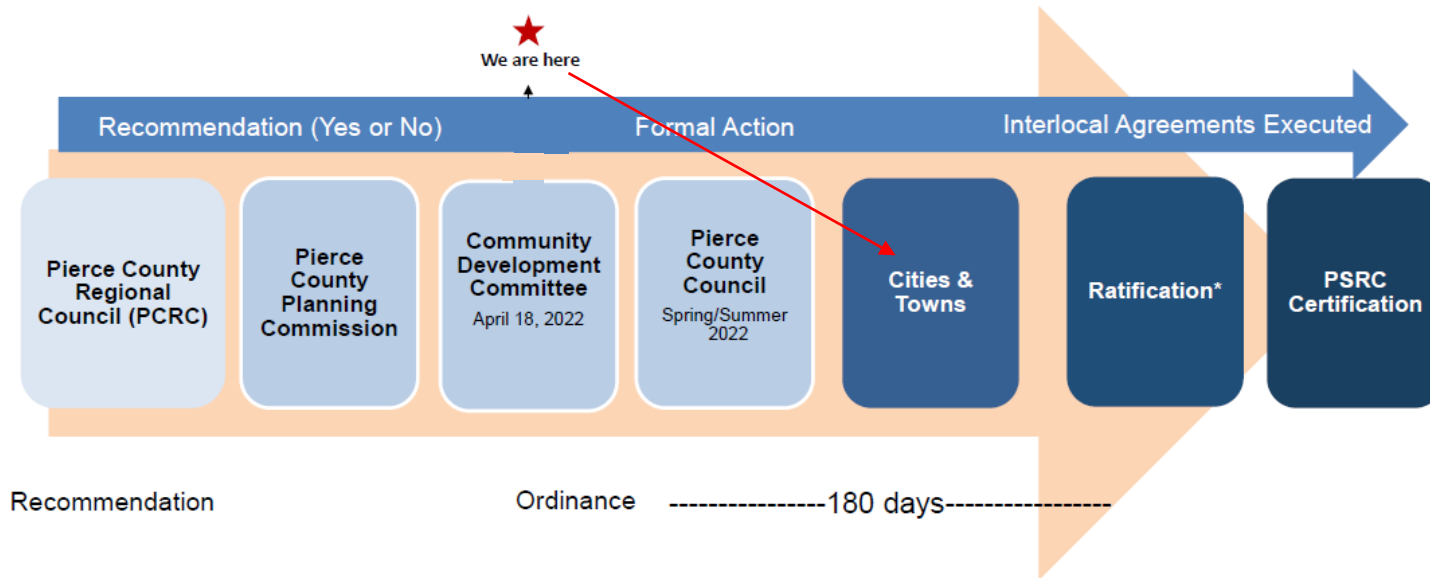 We are here
Recommendation (Yes or No)
Formal Action
Interlocal Agreements Executed
Pierce County
Regional
Council (PCRC)
Pierce
County
Planning
Commission
Community
Development
Committee
April 18, 2022
Pierce
County
Council
Spring/Summer
2022
Cities &
Towns
Ratification*
PSRC
Certification
Recommendation
Ordinance ----------------180 days-----------------